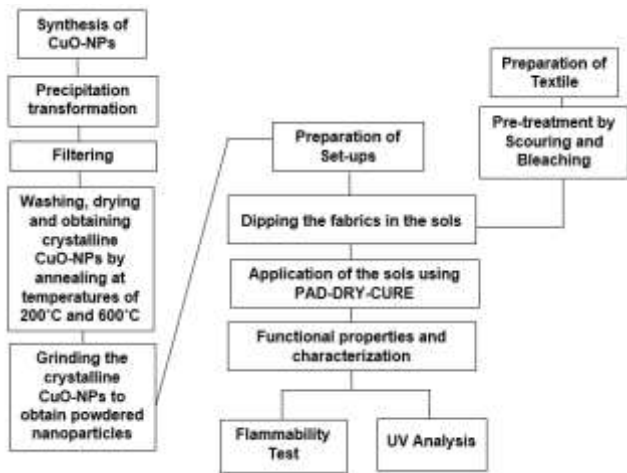 Synthesis of
CuO-NPs
Precipitation
transformation
Filtering
Washing, drying
and obtaining
crystalline
CuO-NPs by
annealing at
temperatures of
200˚C and 600˚C
Grinding the
crystalline
CuO-NPs to
obtain powdered
nanoparticles
Preparation of
Set-ups
Preparation of
Textile
Pre-treatment by
Scouring and
Bleaching
Dipping the fabrics in the sols
Application of the sols using
PAD-DRY-CURE
Functional properties and
characterization
Flammability
Test
UV Analysis